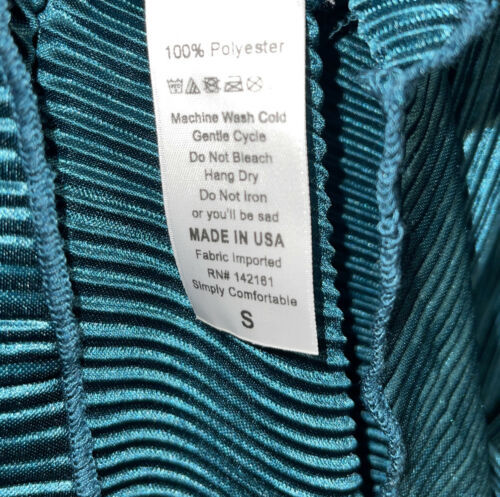 100% Polyester
Machine Wash Cold
Gentle Cycle
Do Not Bleach
Hang Dry
Do Not Iron
or you'll be sad
MADE IN USA
Fabric Imported
RN# 142161
Simply Comfortable
S